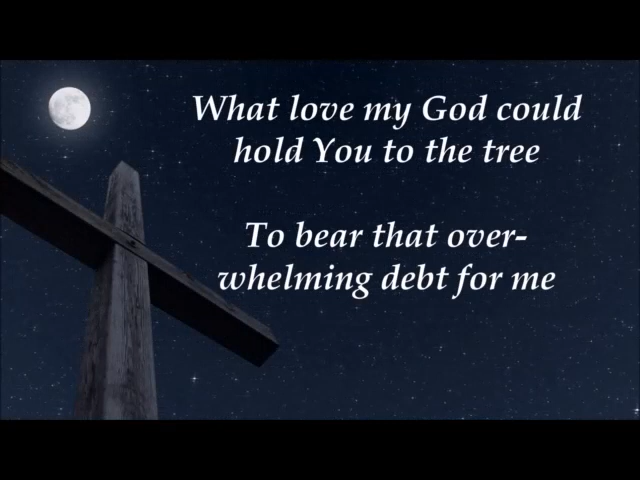 What love my God could
hold You to the tree
To bear that over-
whelming debt for me